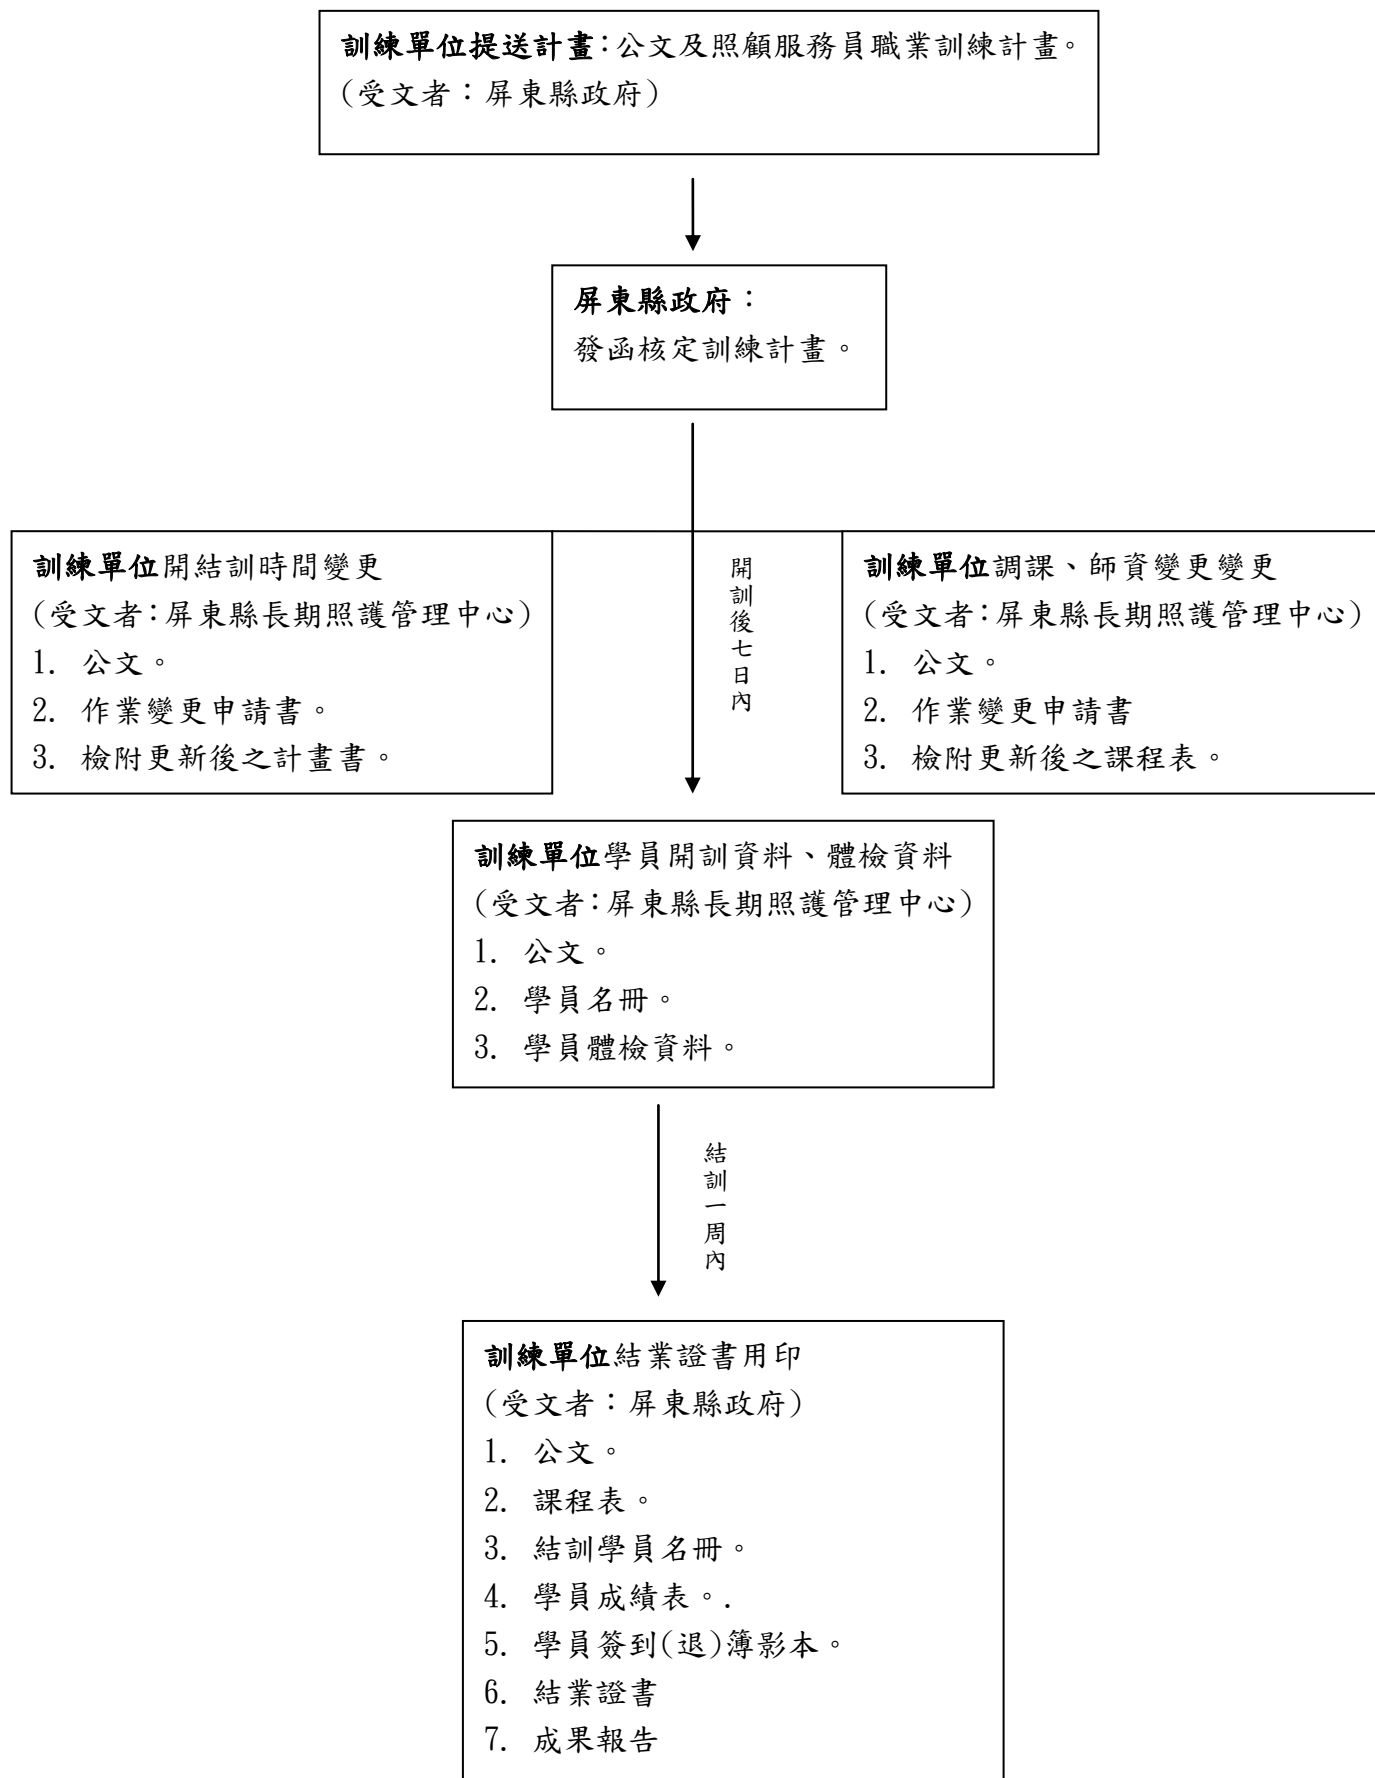 訓練單位提送計畫:公文及照顧服務員職業訓練計畫。
(受文者：屏東縣政府)
屏東縣政府：
發函核定訓練計畫。
訓練單位開結訓時間變更
(受文者:屏東縣長期照護管理中心)
1. 公文。
2. 作業變更申請書。
3. 檢附更新後之計畫書。
開訓後七日內
訓練單位調課、師資變更變更
(受文者:屏東縣長期照護管理中心)
1. 公文。
2. 作業變更申請書
3. 檢附更新後之課程表。
訓練單位學員開訓資料、體檢資料
(受文者:屏東縣長期照護管理中心)
1. 公文。
2. 學員名冊。
3. 學員體檢資料。
結訓一周內
訓練單位結業證書用印
(受文者：屏東縣政府)
1. 公文。
2. 課程表。
3. 結訓學員名冊。
4. 學員成績表。.
5. 學員簽到(退)簿影本。
6. 結業證書
7. 成果報告